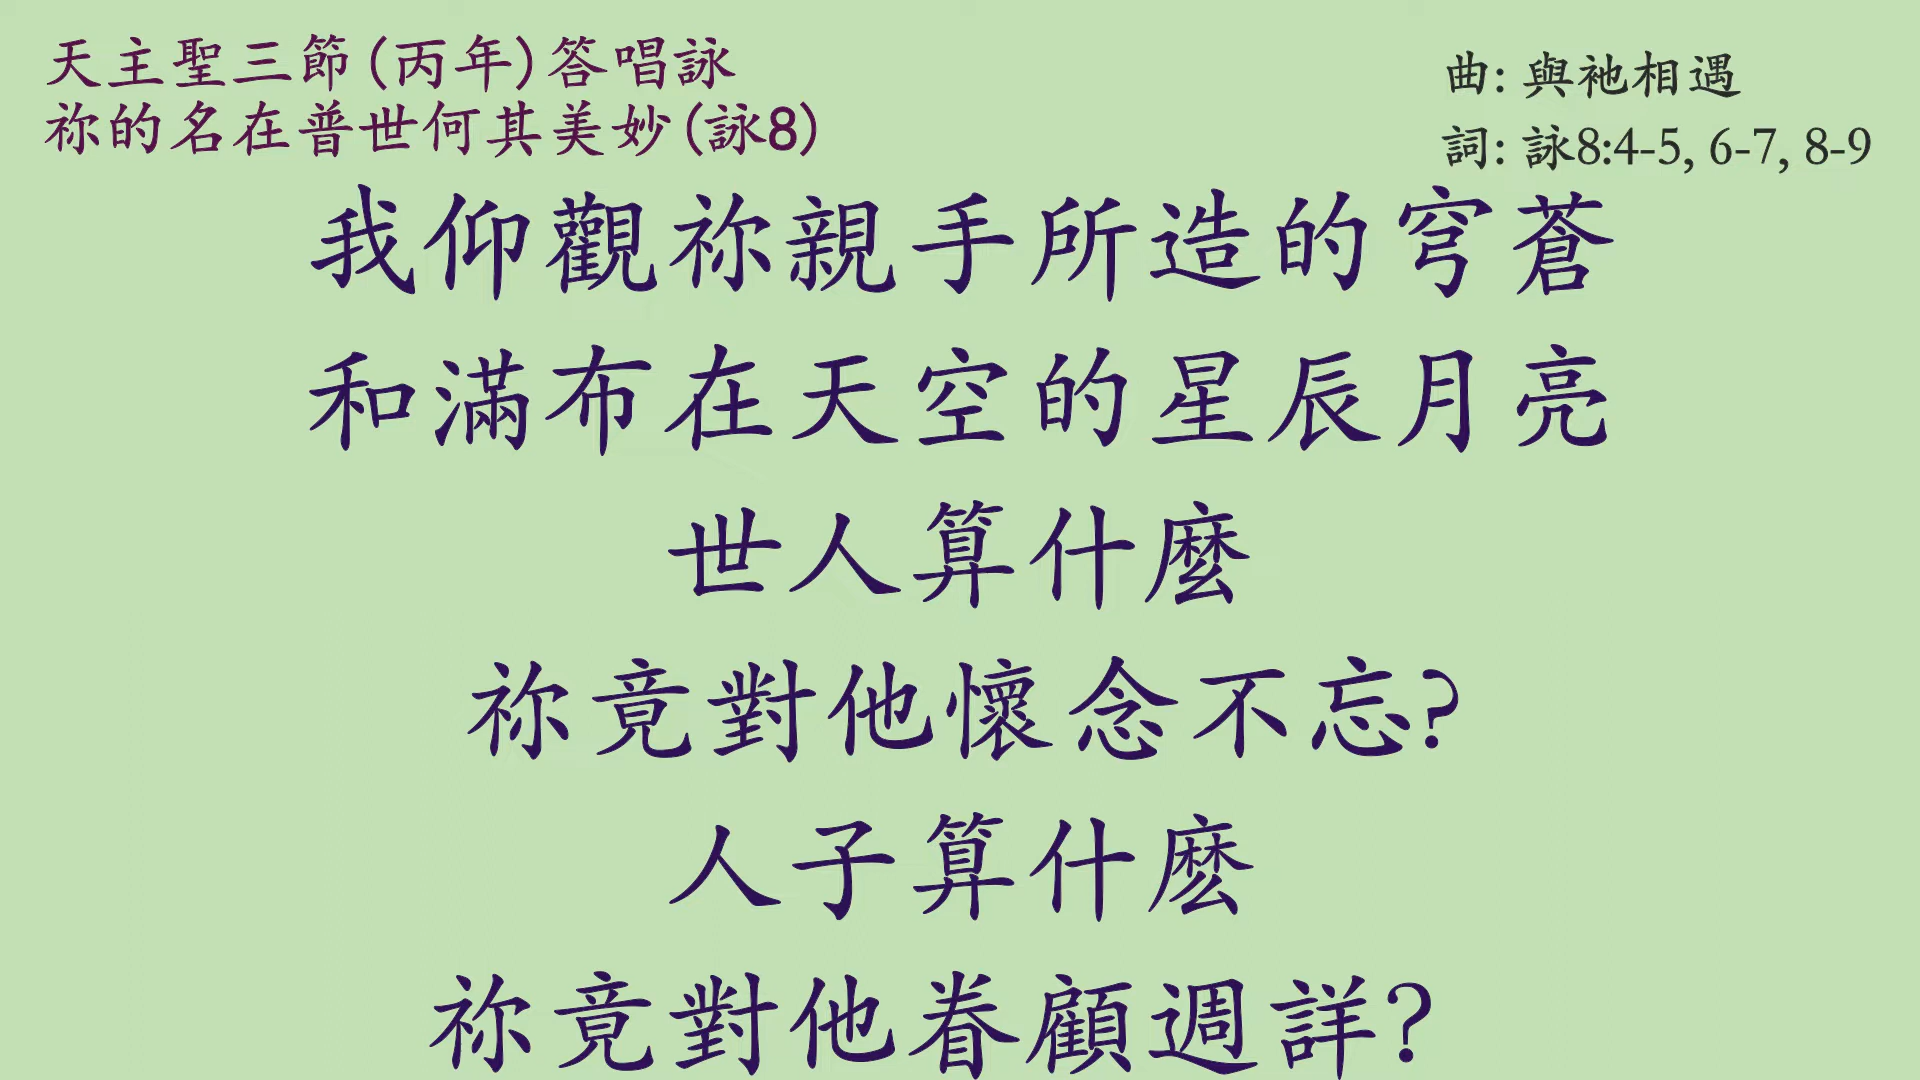 天主聖三節(丙年)答唱詠
祢的名在普世何其美妙(詠8)
曲: 與祂相遇
詞: 詠8:4-5, 6-7, 8-9
我仰觀祢親手所造的穹蒼
和滿布在天空的星辰月亮
世人算什麼
祢竟對他懷念不忘?
人子算什麼
祢竟對他眷顧週詳?